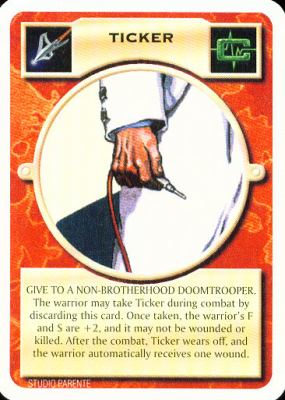 TICKER
GIVE TO A NON-BROTHERHOOD DOOMTROOPER.
The warrior may take Ticker during combat by
discarding this card. Once taken, the warrior's F
and S are +2, and it may not be wounded or
killed. After the combat, Ticker wears off, and
the warrior automatically receives one wound.
STUDIO PARENTE